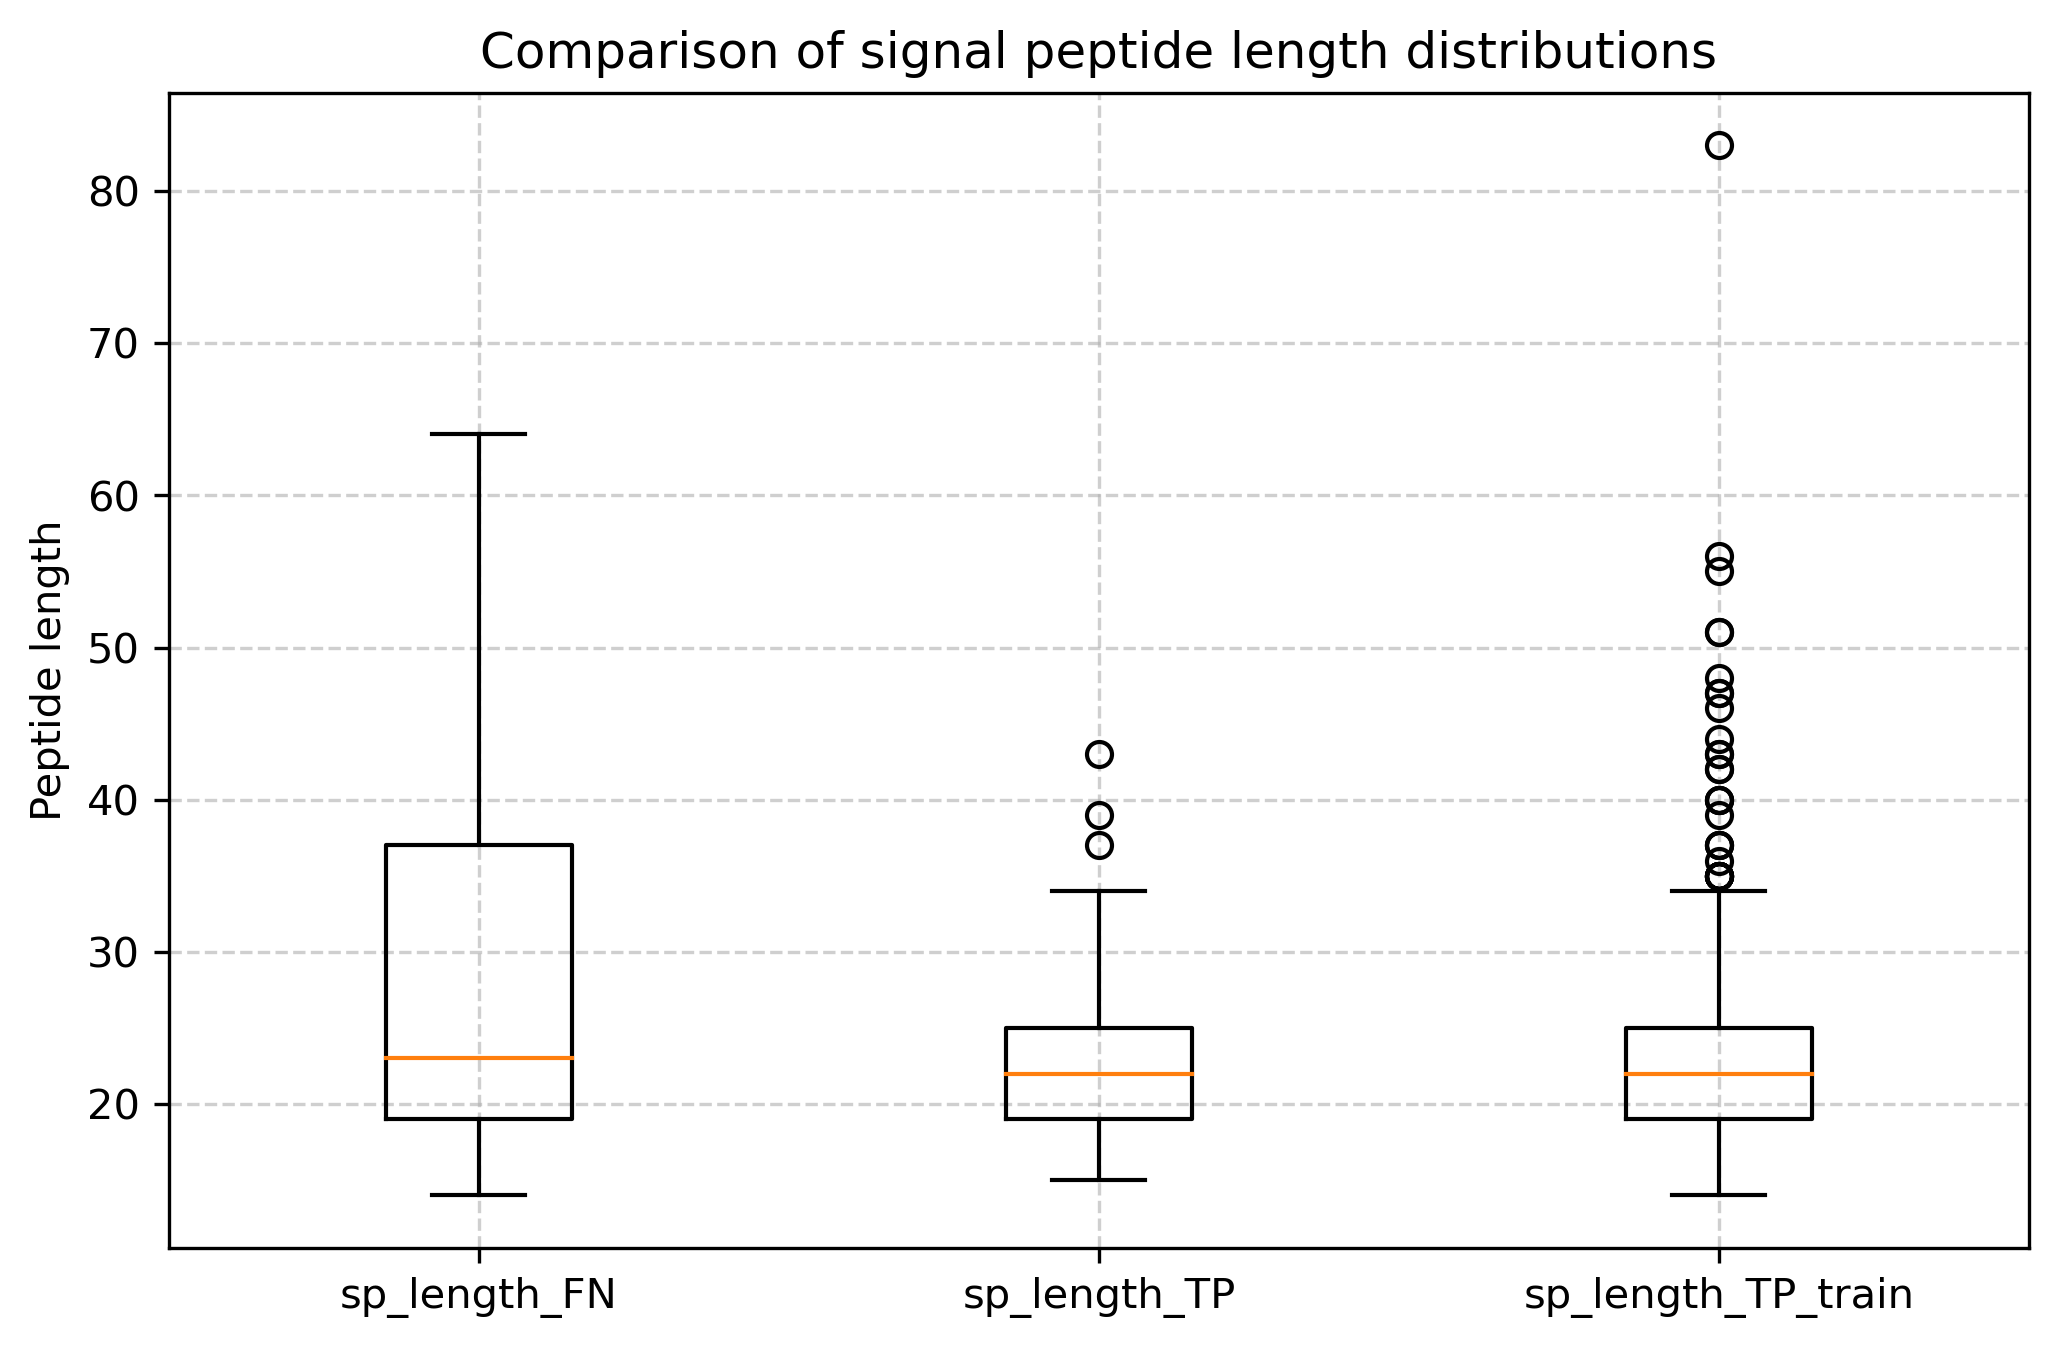 Comparison of signal peptide length distributions
Peptide length
80
70
60
50
40
30
20
sp_length_FN
sp_length_TP
sp_length_TP_train